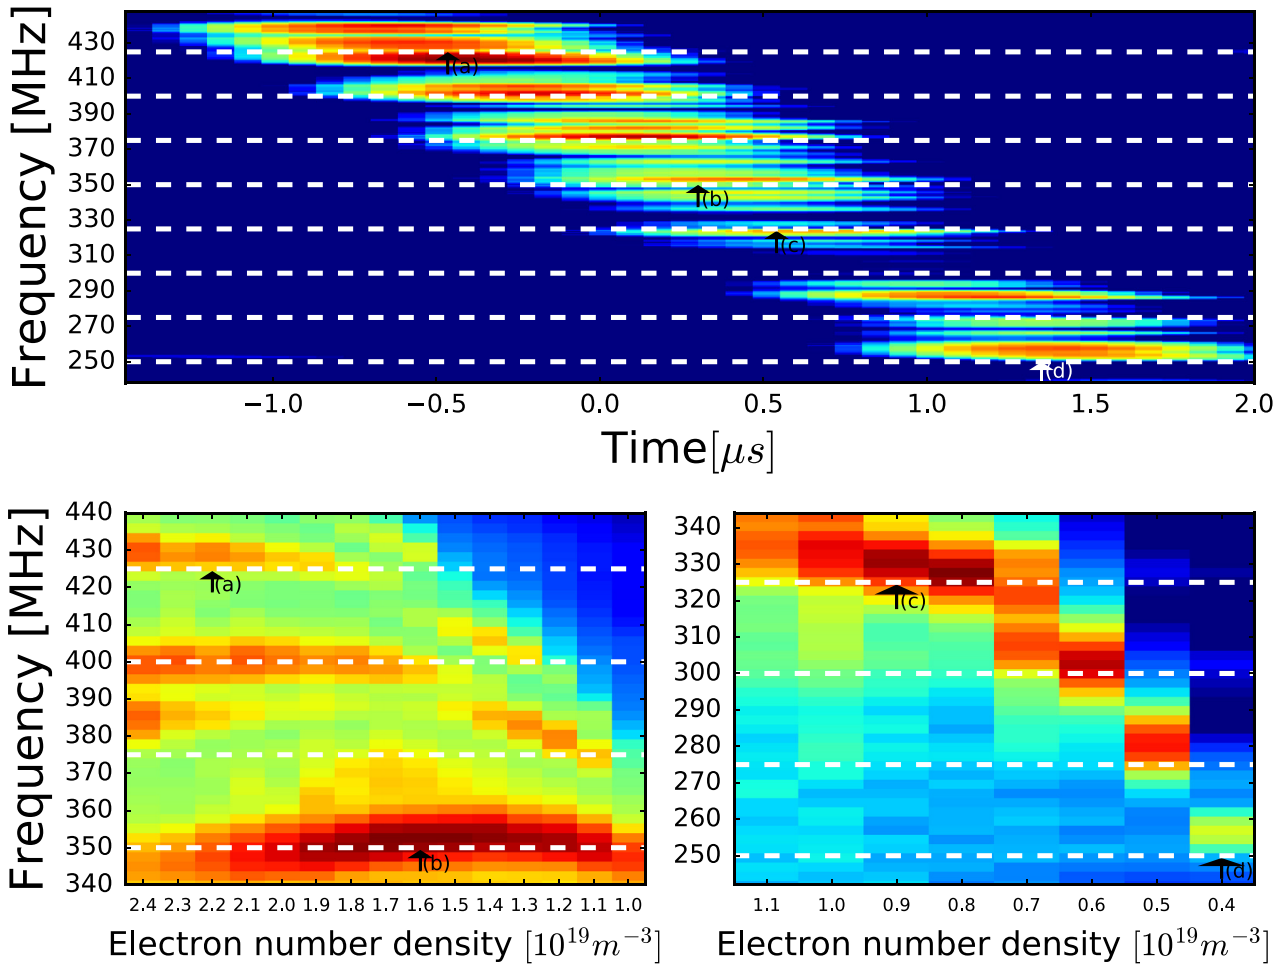 Frequency [MHz]
430
410
390
370
350
330
310
290
270
250
(a)
(b)
(c)
(d)
−1.0 −0.5 0.0 0.5 1.0 1.5 2.0
Time[μs]
Frequency [MHz]
440
430
420
410
400
390
380
370
360
350
340
(a)
(b)
2.4 2.3 2.2 2.1 2.0 1.9 1.8 1.7 1.6 1.5 1.4 1.3 1.2 1.1 1.0
Electron number density [10¹⁹m⁻³]
340
330
320
310
300
290
280
270
260
250
(c)
(d)
1.1 1.0 0.9 0.8 0.7 0.6 0.5 0.4
Electron number density [10¹⁹m⁻³]